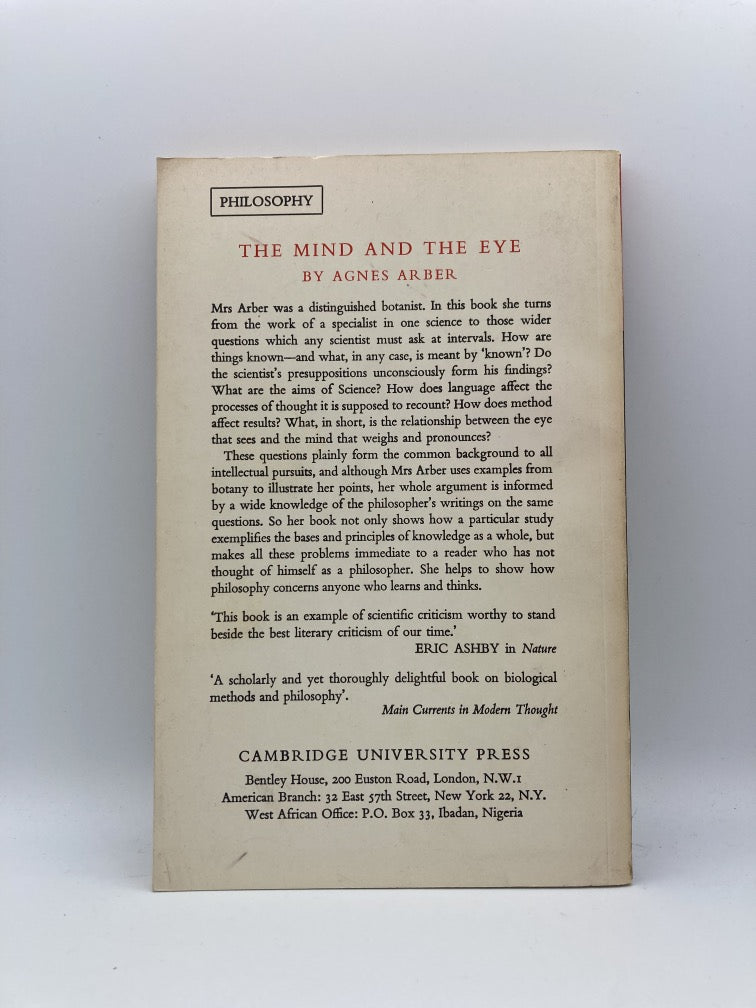 PHILOSOPHY
THE MIND AND THE EYE
BY AGNES ARBER
Mrs Arber was a distinguished botanist. In this book she turns
from the work of a specialist in one science to those wider
questions which any scientist must ask at intervals. How are
things known—and what, in any case, is meant by ‘known’? Do
the scientist’s presuppositions unconsciously form his findings?
What are the aims of Science? How does language affect the
processes of thought it is supposed to recount? How does method
affect results? What, in short, is the relationship between the eye
that sees and the mind that weighs and pronounces?
These questions plainly form the common background to all
intellectual pursuits, and although Mrs Arber uses examples from
botany to illustrate her points, her whole argument is informed
by a wide knowledge of the philosopher’s writings on the same
questions. So her book not only shows how a particular study
exemplifies the bases and principles of knowledge as a whole, but
makes all these problems immediate to a reader who has not
thought of himself as a philosopher. She helps to show how
philosophy concerns anyone who learns and thinks.
‘This book is an example of scientific criticism worthy to stand
beside the best literary criticism of our time.’
ERIC ASHBY in Nature
‘A scholarly and yet thoroughly delightful book on biological
methods and philosophy’.
Main Currents in Modern Thought
CAMBRIDGE UNIVERSITY PRESS
Bentley House, 200 Euston Road, London, N.W.1
American Branch: 32 East 57th Street, New York 22, N.Y.
West African Office: P.O. Box 33, Ibadan, Nigeria